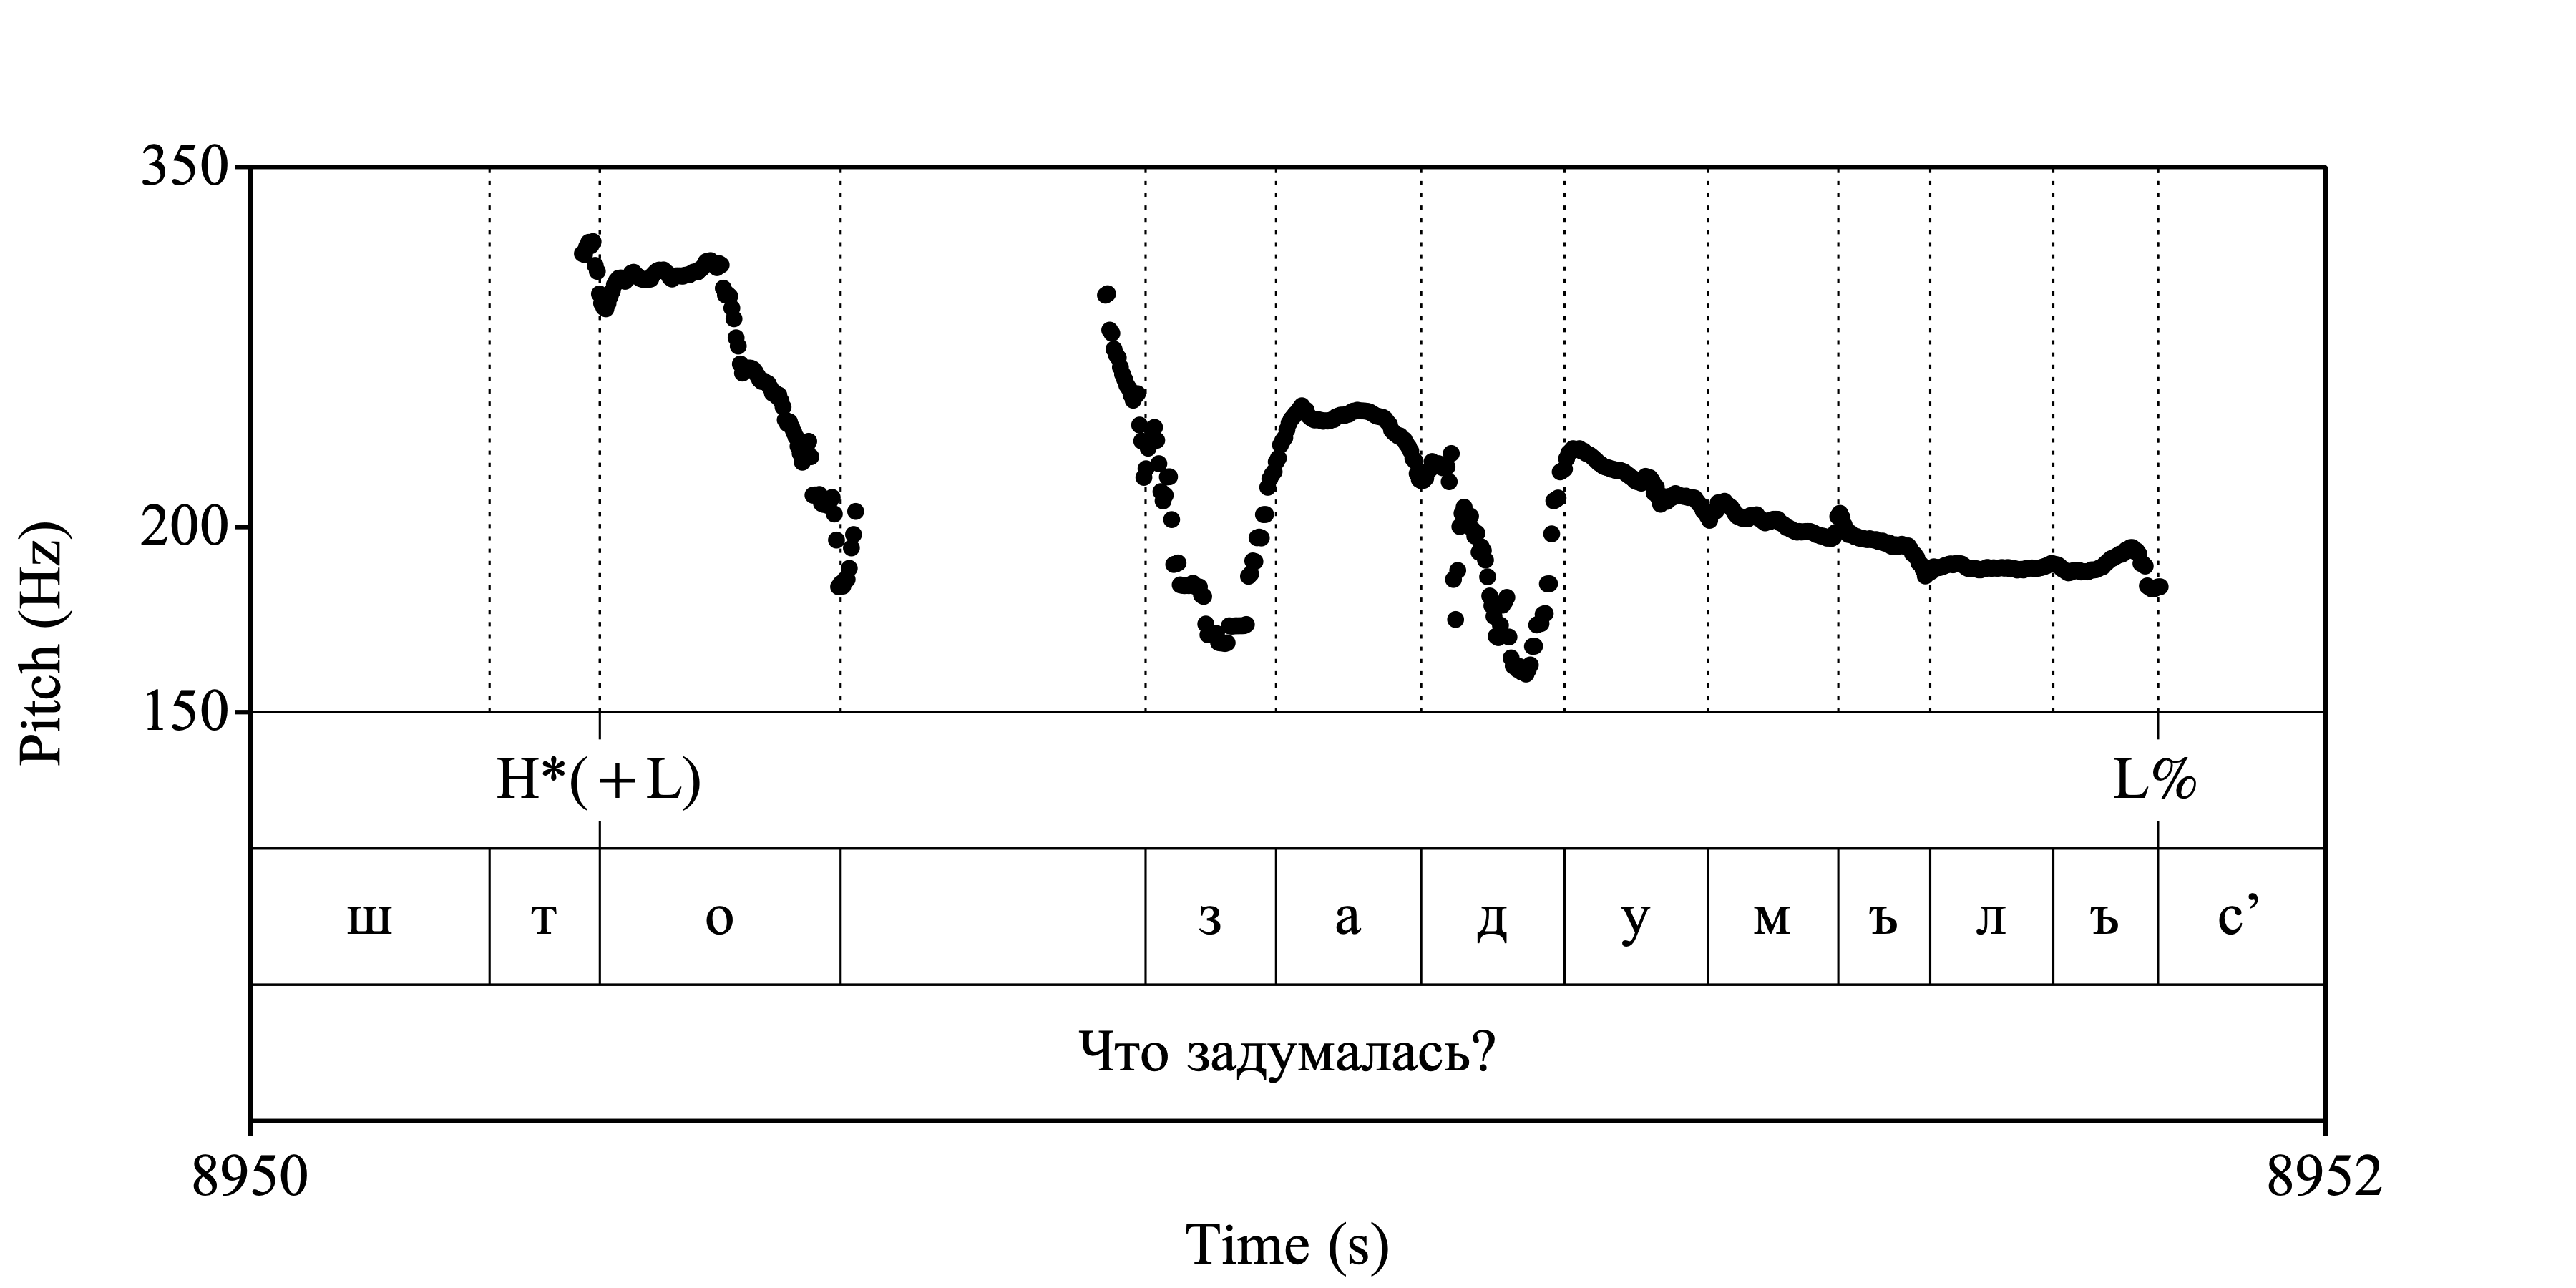 350
200
150
Pitch (Hz)
H*(+L) L%
ш т о з а д у м ъ л ъ с’
Что задумалась?
8950 8952
Time (s)